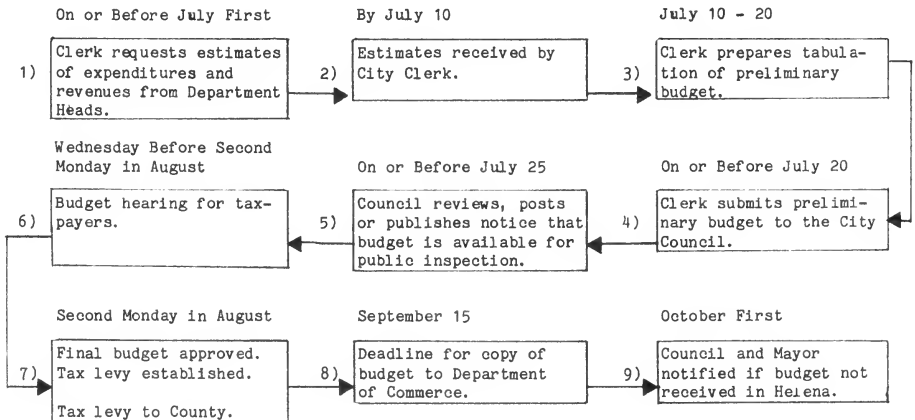 On or Before July First
By July 10
July 10 - 20
1)
Clerk requests estimates
of expenditures and
revenues from Department
Heads.
2)
Estimates received by
City Clerk.
3)
Clerk prepares tabula-
tion of preliminary
budget.
Wednesday Before Second
Monday in August
On or Before July 25
On or Before July 20
6)
Budget hearing for tax-
payers.
5)
Council reviews, posts
or publishes notice that
budget is available for
public inspection.
4)
Clerk submits prelimi-
nary budget to the City
Council.
Second Monday in August
September 15
October First
7)
Final budget approved.
Tax levy established.
Tax levy to County.
8)
Deadline for copy of
budget to Department
of Commerce.
9)
Council and Mayor
notified if budget not
received in Helena.